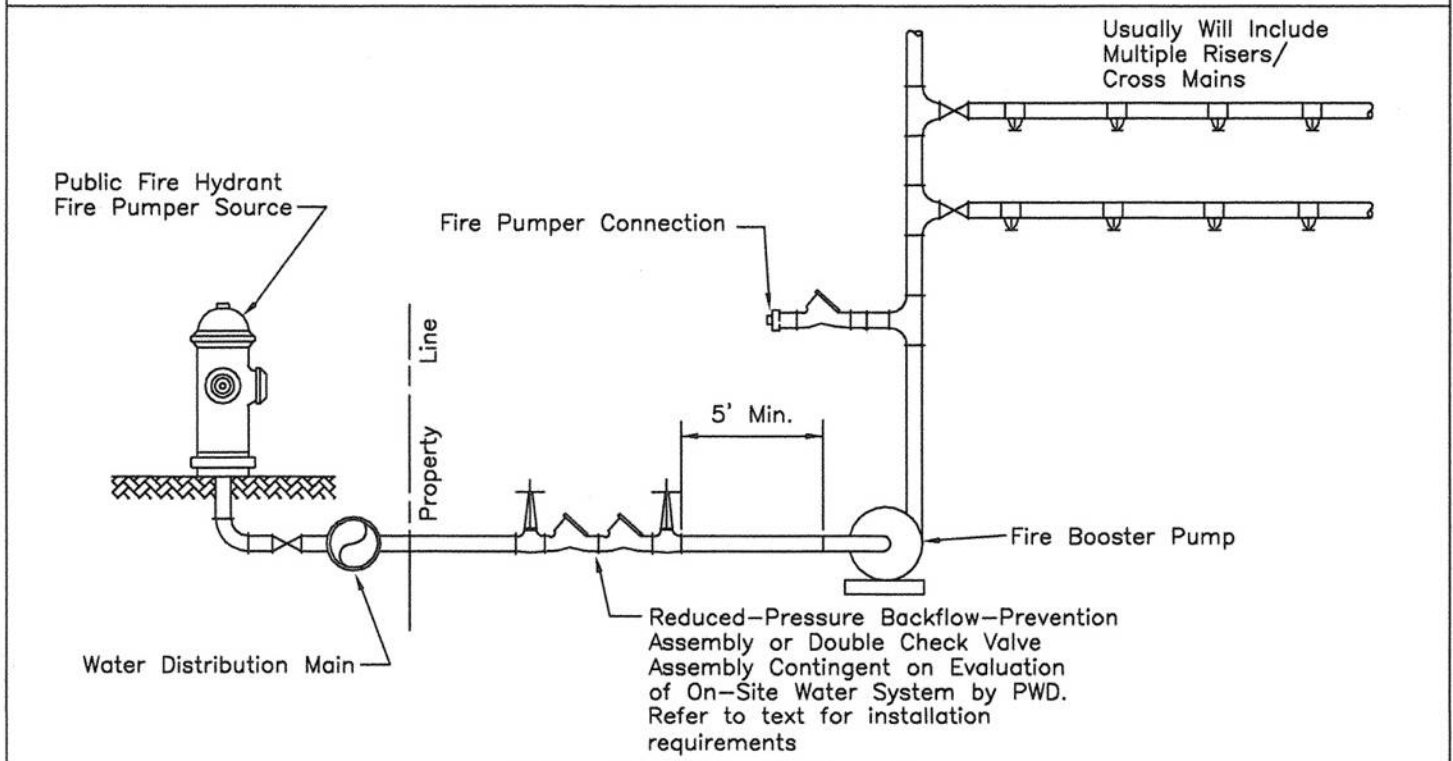 Usually Will Include
Multiple Risers/
Cross Mains
Public Fire Hydrant
Fire Pumper Source
Fire Pumper Connection
Property Line
5' Min.
Fire Booster Pump
Reduced-Pressure Backflow-Prevention
Assembly or Double Check Valve
Assembly Contingent on Evaluation
of On-Site Water System by PWD.
Refer to text for installation
requirements
Water Distribution Main